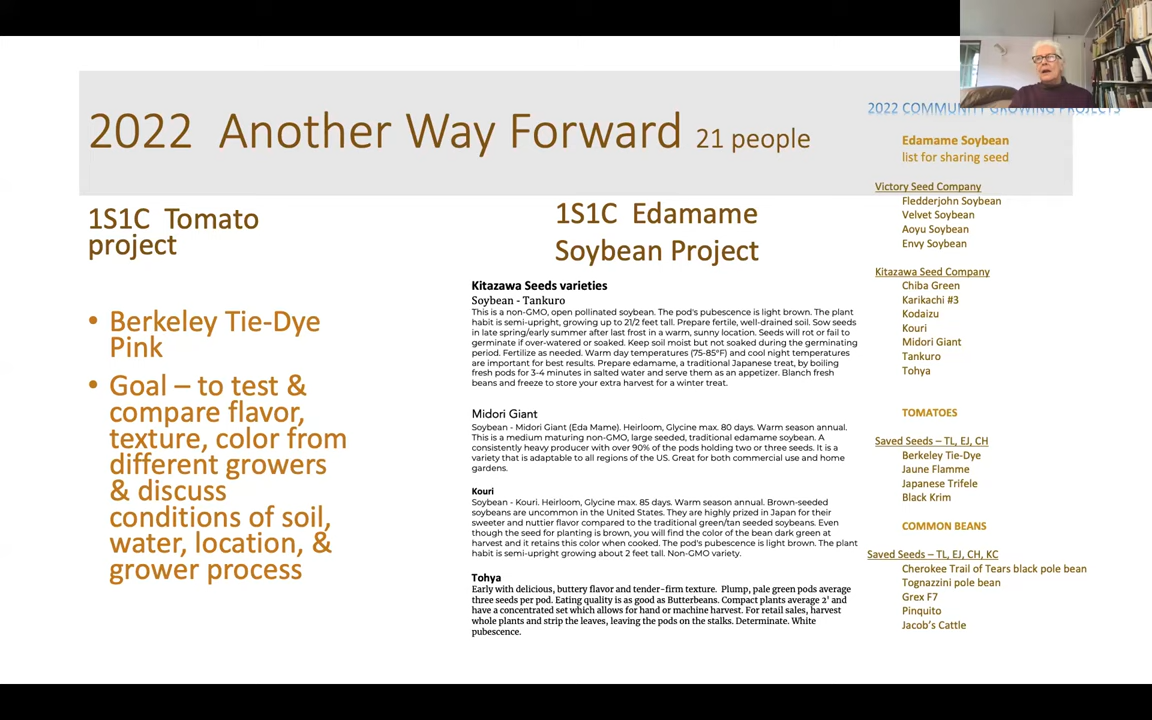 2022 Another Way Forward 21 people
1S1C Tomato
project
• Berkeley Tie-Dye
Pink
• Goal – to test &
compare flavor,
texture, color from
different growers
& discuss
conditions of soil,
water, location, &
grower process
1S1C Edamame
Soybean Project
Kitazawa Seeds varieties
Soybean - Tankuro
This is a non-GMO, open pollinated soybean. The pod's pubescence is light brown. The plant
habit is semi-upright, growing up to 21/2 feet tall. Prepare fertile, well-drained soil. Sow seeds
in late spring/early summer after last frost in a warm, sunny location. Seeds will rot or fail to
germinate if over-watered or soaked. Keep soil moist but not soaked during the germinating
period. Fertilize as needed. Warm day temperatures (75-85°F) and cool night temperatures
are important for best results. Prepare edamame, a traditional Japanese treat, by boiling
fresh pods for 3-4 minutes in salted water and serve them as an appetizer. Blanch fresh
beans and freeze to store your extra harvest for a winter treat.
Midori Giant
Soybean - Midori Giant (Eda Mame). Heirloom, Glycine max. 80 days. Warm season annual.
This is a medium maturing non-GMO, large seeded, traditional edamame soybean. A
consistently heavy producer with over 90% of the pods holding two or three seeds. It is a
variety that is adaptable to all regions of the US. Great for both commercial use and home
gardens.
Kouri
Soybean - Kouri. Heirloom, Glycine max. 85 days. Warm season annual. Brown-seeded
soybeans are uncommon in the United States. They are highly prized in Japan for their
sweeter and nuttier flavor compared to the traditional green/tan seeded soybeans. Even
though the seed for planting is brown, you will find the color of the bean dark green at
harvest and it retains this color when cooked. The pod's pubescence is light brown. The plant
habit is semi-upright growing about 2 feet tall. Non-GMO variety.
Tohya
Early with delicious, buttery flavor and tender-firm texture. Plump, pale green pods average
three seeds per pod. Eating quality is as good as Butterbeans. Compact plants average 2' and
have a concentrated set which allows for hand or machine harvest. For retail sales, harvest
whole plants and strip the leaves, leaving the pods on the stalks. Determinate. White
pubescence.
2022 COMMUNITY GROWING PROJECTS
Edamame Soybean
list for sharing seed
Victory Seed Company
Fledderjohn Soybean
Velvet Soybean
Aoyu Soybean
Envy Soybean
Kitazawa Seed Company
Chiba Green
Karikachi #3
Kodaizu
Kouri
Midori Giant
Tankuro
Tohya
TOMATOES
Saved Seeds – TL, EJ, CH
Berkeley Tie-Dye
Jaune Flamme
Japanese Trifele
Black Krim
COMMON BEANS
Saved Seeds – TL, EJ, CH, KC
Cherokee Trail of Tears black pole bean
Tognazzini pole bean
Grex F7
Pinquito
Jacob's Cattle